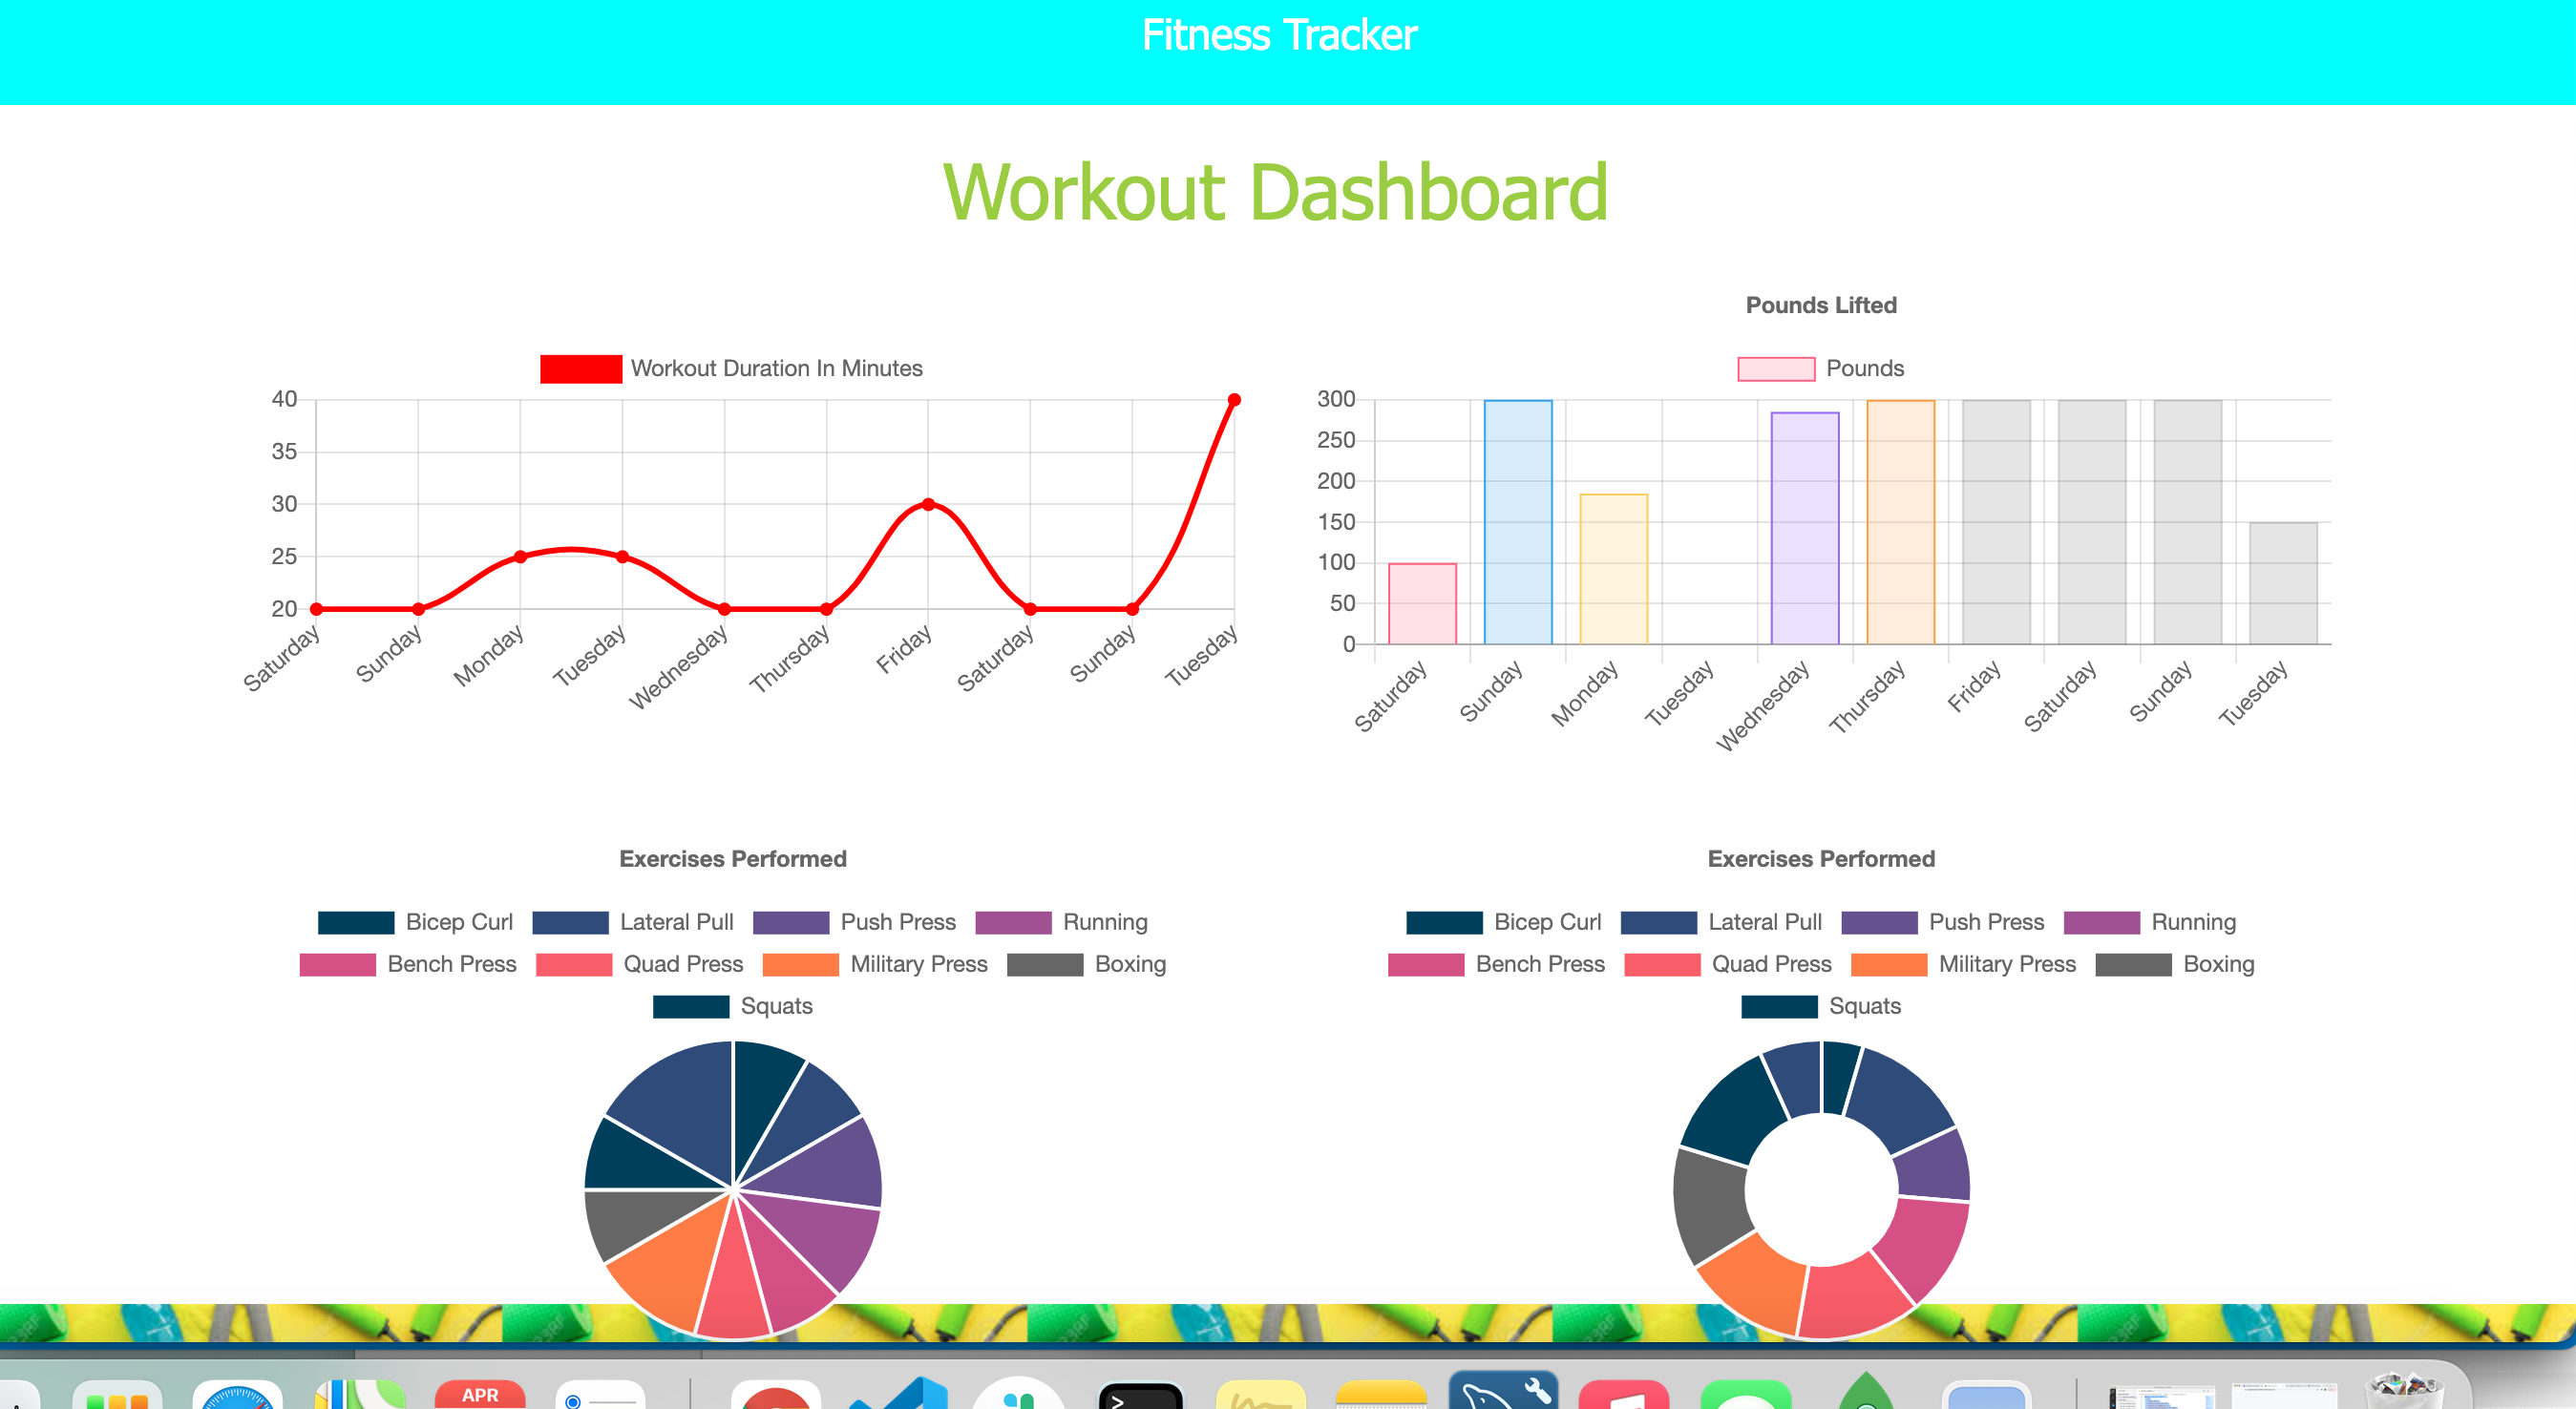 Fitness Tracker
Workout Dashboard
Workout Duration In Minutes
40
35
30
25
20
Saturday
Sunday
Monday
Tuesday
Wednesday
Thursday
Friday
Saturday
Sunday
Tuesday
Pounds Lifted
Pounds
300
250
200
150
100
50
0
Saturday
Sunday
Monday
Tuesday
Wednesday
Thursday
Friday
Saturday
Sunday
Tuesday
Exercises Performed
Bicep Curl Lateral Pull Push Press Running
Bench Press Quad Press Military Press Boxing
Squats
Exercises Performed
Bicep Curl Lateral Pull Push Press Running
Bench Press Quad Press Military Press Boxing
Squats
APR